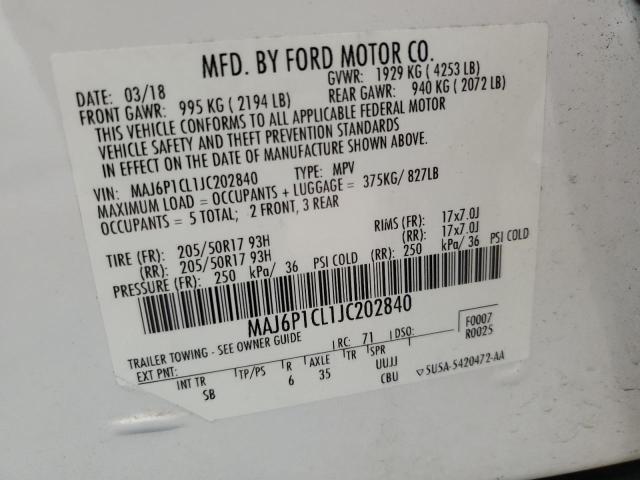 MFD. BY FORD MOTOR CO.
DATE: 03/18 GVWR: 1929 KG ( 4253 LB)
FRONT GAWR: 995 KG ( 2194 LB) REAR GAWR: 940 KG ( 2072 LB)
THIS VEHICLE CONFORMS TO ALL APPLICABLE FEDERAL MOTOR
VEHICLE SAFETY AND THEFT PREVENTION STANDARDS
IN EFFECT ON THE DATE OF MANUFACTURE SHOWN ABOVE.
VIN: MAJ6P1CL1JC202840 TYPE: MPV
MAXIMUM LOAD = OCCUPANTS + LUGGAGE = 375KG/ 827LB
OCCUPANTS = 5 TOTAL; 2 FRONT, 3 REAR
TIRE (FR): 205/50R17 93H RIMS (FR): 17x7.0J
(RR): 205/50R17 93H (RR): 17x7.0J
PRESSURE (FR): 250 kPa/ 36 PSI COLD (RR): 250 kPa/ 36 PSI COLD
MAJ6P1CL1JC202840
TRAILER TOWING - SEE OWNER GUIDE F0007
R0025
EXT PNT: RC: 71 DSO:
INT TR TP/PS R AXLE TR SPR
SB 6 35 UUJJ
CBU ▽5U5A-5420472-AA